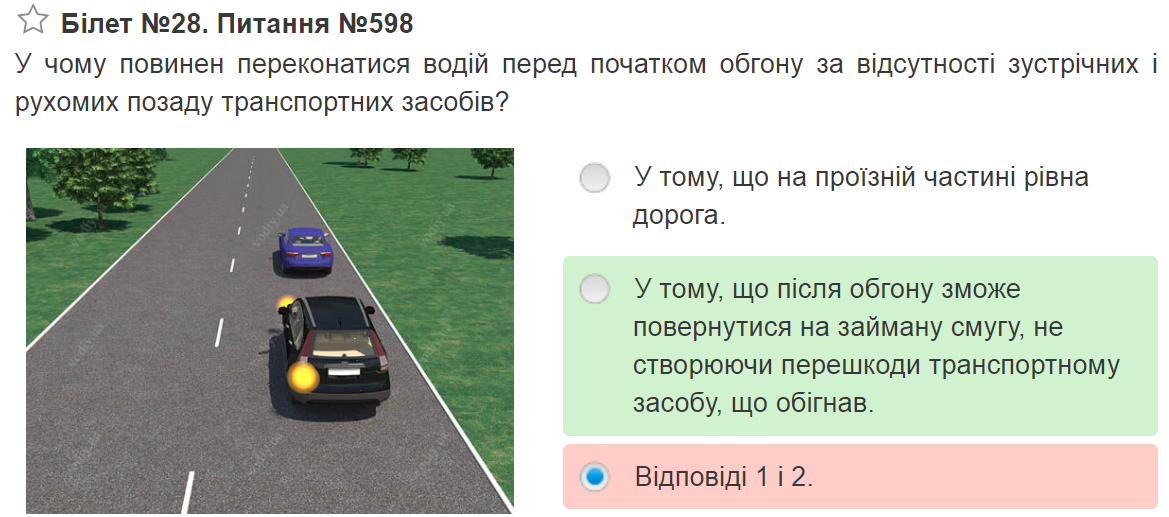 Білет №28. Питання №598
У чому повинен переконатися водій перед початком обгону за відсутності зустрічних і
рухомих позаду транспортних засобів?
У тому, що на проїзній частині рівна
дорога.
У тому, що після обгону зможе
повернутися на займану смугу, не
створюючи перешкоди транспортному
засобу, що обігнав.
Відповіді 1 і 2.